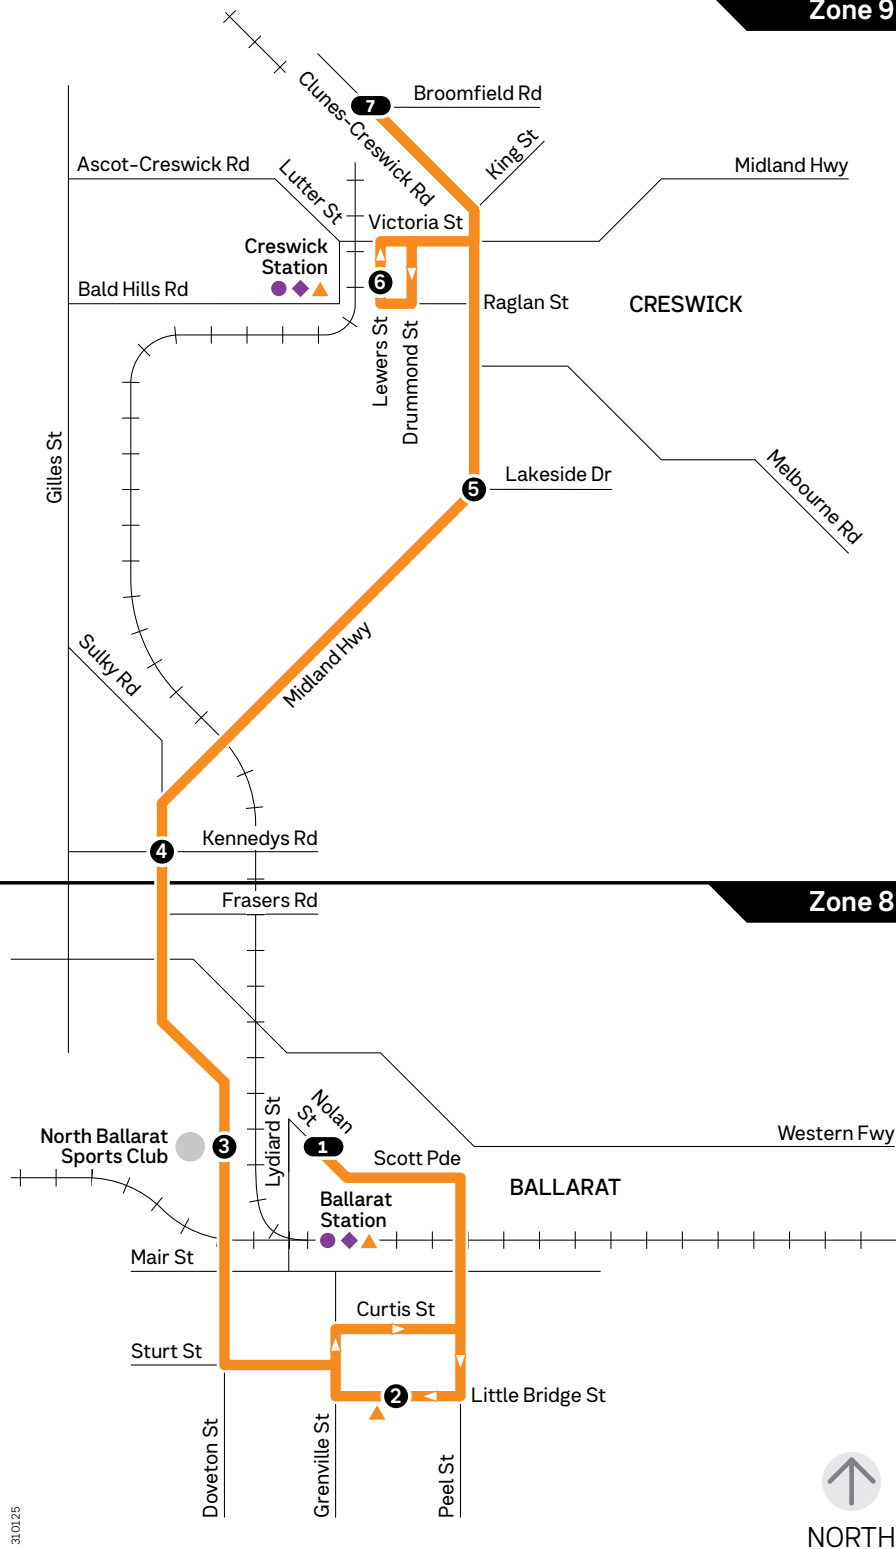 Zone 9
Broomfield Rd
7
Clunes-Creswick Rd
King St
Ascot-Creswick Rd
Lutter St
Midland Hwy
Victoria St
Creswick
Station
6
Bald Hills Rd
Raglan St
CRESWICK
Lewers St
Drummond St
Gilles St
Lakeside Dr
5
Melbourne Rd
Sulky Rd
Midland Hwy
Kennedys Rd
4
Zone 8
Frasers Rd
Lydiard St
Nolan
St
North Ballarat
Sports Club
3
1
Western Fwy
Scott Pde
BALLARAT
Ballarat
Station
Mair St
Curtis St
Sturt St
2
Little Bridge St
Doveton St
Grenville St
Peel St
310125
NORTH